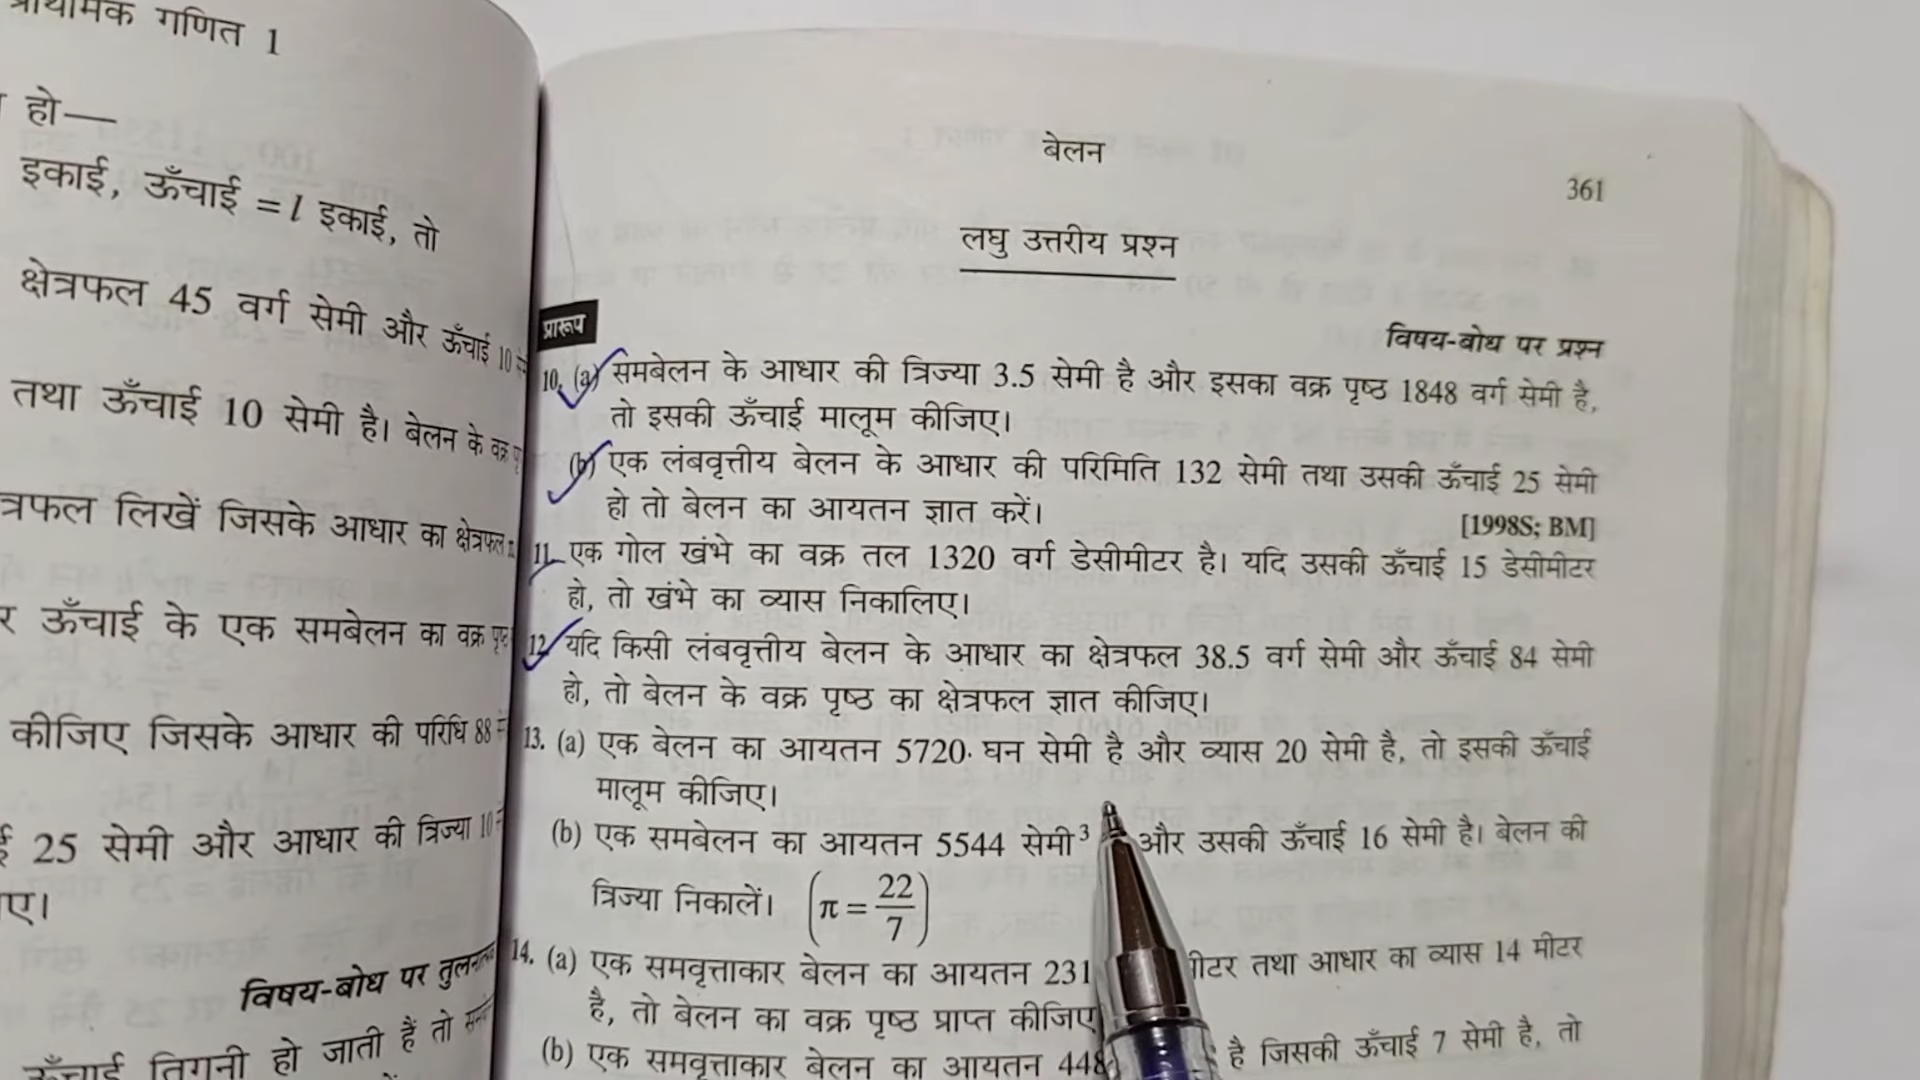 प्राथमिक गणित 1
हो—
इकाई, ऊँचाई = l इकाई, तो
क्षेत्रफल 45 वर्ग सेमी और ऊँचाई 10
तथा ऊँचाई 10 सेमी है। बेलन के वक्र
लिखें जिसके आधार का क्षेत्रफल
ऊँचाई के एक समबेलन का वक्र
कीजिए जिसके आधार की परिधि 88
25 सेमी और आधार की त्रिज्या 10
विषय-बोध पर
ऊँचाई तिगुनी हो जाती हैं तो
बेलन
361
लघु उत्तरीय प्रश्न
प्रारूप
विषय-बोध पर प्रश्न
10. (a) समबेलन के आधार की त्रिज्या 3.5 सेमी है और इसका वक्र पृष्ठ 1848 वर्ग सेमी है,
तो इसकी ऊँचाई मालूम कीजिए।
(b) एक लंबवृत्तीय बेलन के आधार की परिमिति 132 सेमी तथा उसकी ऊँचाई 25 सेमी
हो तो बेलन का आयतन ज्ञात करें।
[1998S; BM]
11. एक गोल खंभे का वक्र तल 1320 वर्ग डेसीमीटर है। यदि उसकी ऊँचाई 15 डेसीमीटर
हो, तो खंभे का व्यास निकालिए।
12. यदि किसी लंबवृत्तीय बेलन के आधार का क्षेत्रफल 38.5 वर्ग सेमी और ऊँचाई 84 सेमी
हो, तो बेलन के वक्र पृष्ठ का क्षेत्रफल ज्ञात कीजिए।
13. (a) एक बेलन का आयतन 5720 घन सेमी है और व्यास 20 सेमी है, तो इसकी ऊँचाई
मालूम कीजिए।
(b) एक समबेलन का आयतन 5544 सेमी³ और उसकी ऊँचाई 16 सेमी है। बेलन की
त्रिज्या निकालें। (π = 22/7)
14. (a) एक समवृत्ताकार बेलन का आयतन 231 मीटर तथा आधार का व्यास 14 मीटर
है, तो बेलन का वक्र पृष्ठ प्राप्त कीजिए
(b) एक समवृत्ताकार बेलन का आयतन 448 है जिसकी ऊँचाई 7 सेमी है, तो